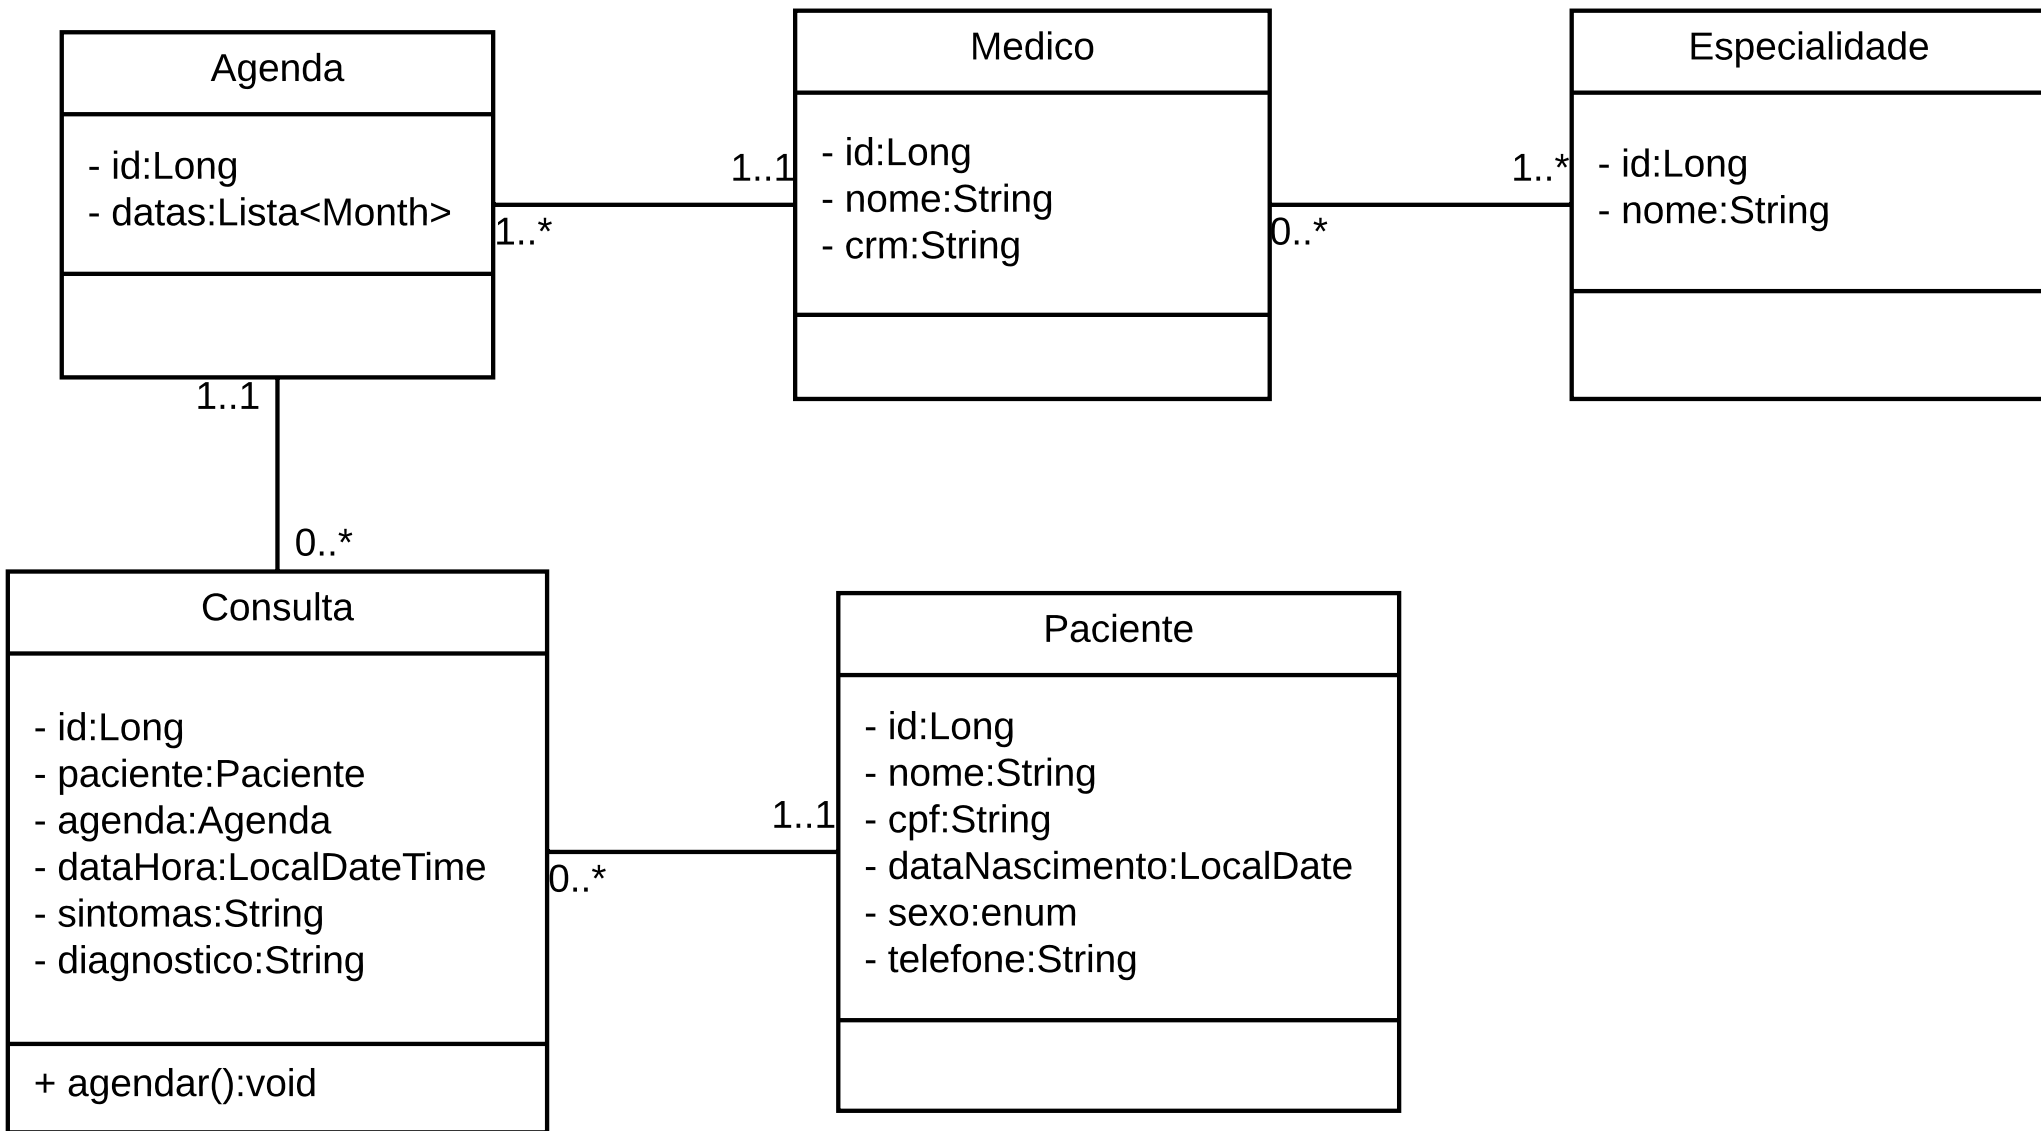 Agenda
- id:Long
- datas:Lista<Month>
1..1
1..*
Medico
- id:Long
- nome:String
- crm:String
1..*
0..*
Especialidade
- id:Long
- nome:String
1..1
0..*
Consulta
- id:Long
- paciente:Paciente
- agenda:Agenda
- dataHora:LocalDateTime
- sintomas:String
- diagnostico:String
+ agendar():void
1..1
0..*
Paciente
- id:Long
- nome:String
- cpf:String
- dataNascimento:LocalDate
- sexo:enum
- telefone:String